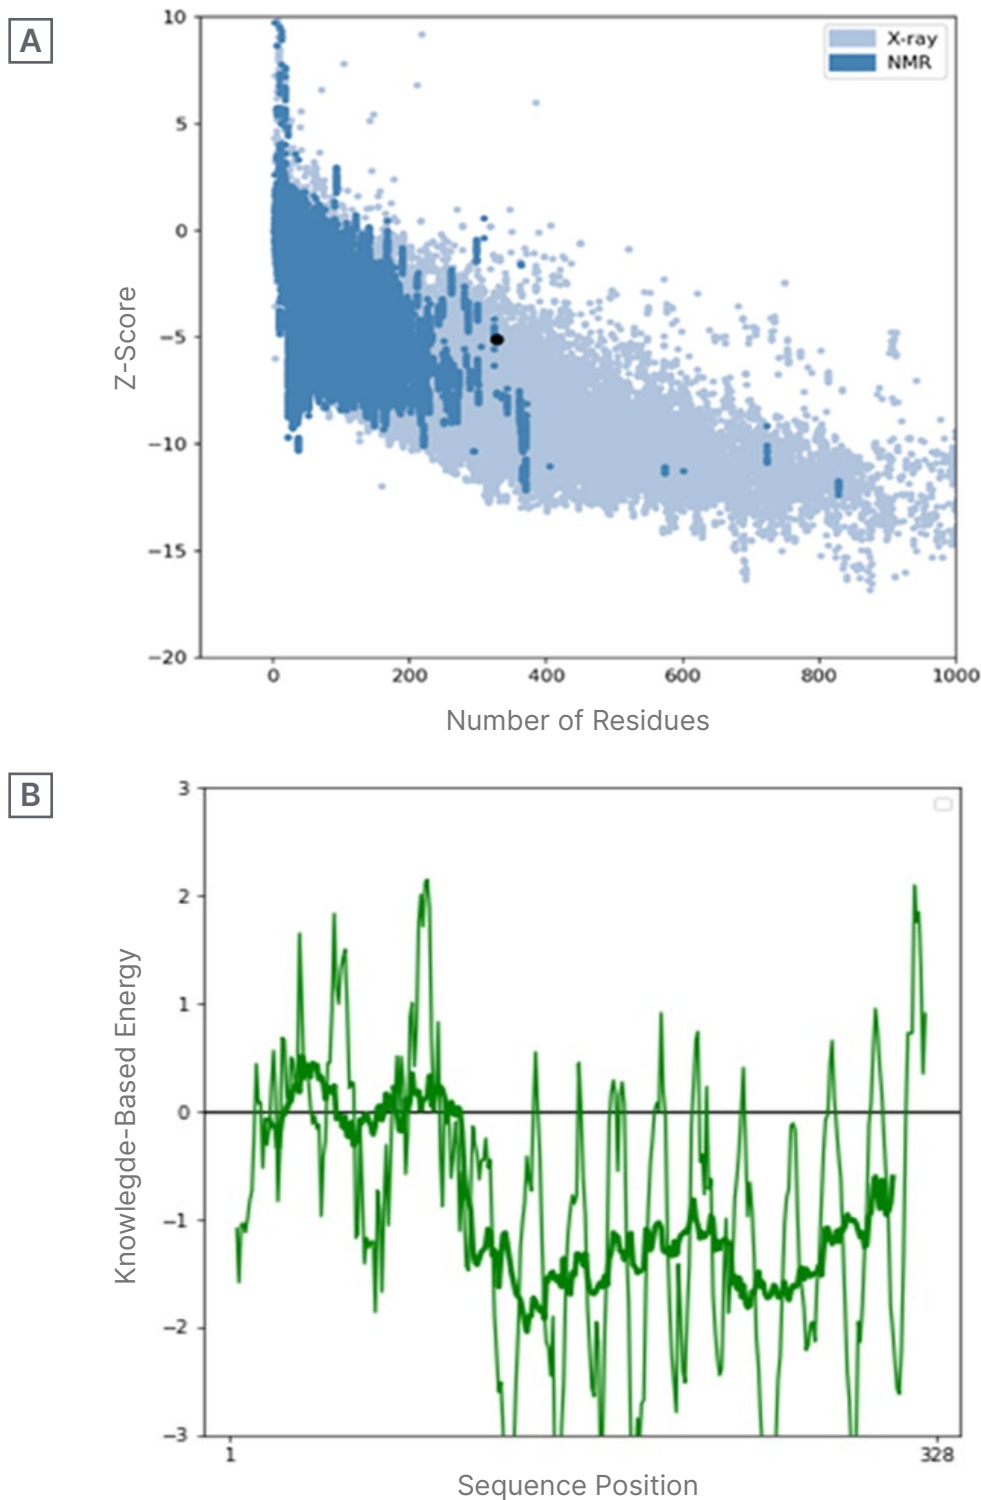 A
10
5
0
−5
−10
−15
−20
Z-Score
X-ray
NMR
0 200 400 600 800 1000
Number of Residues
B
3
2
1
0
−1
−2
−3
Knowlegde-Based Energy
1 328
Sequence Position